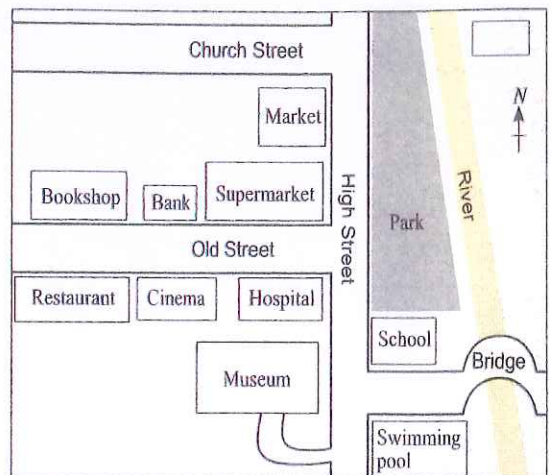 Church Street
N
Market
Bookshop
Bank
Supermarket
High Street
Park
River
Old Street
Restaurant
Cinema
Hospital
School
Bridge
Museum
Swimming
pool